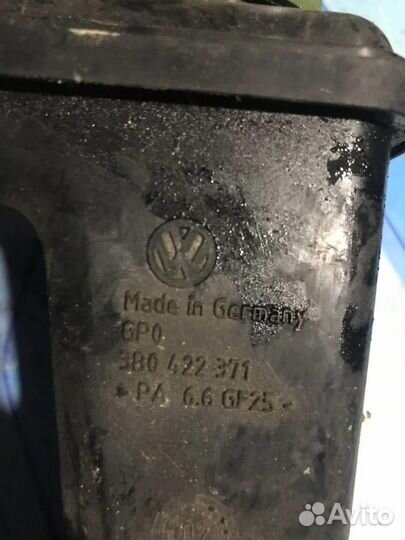 Made in Germany
GPO
3B0 422 371
PA 6.6 GF25
Avito